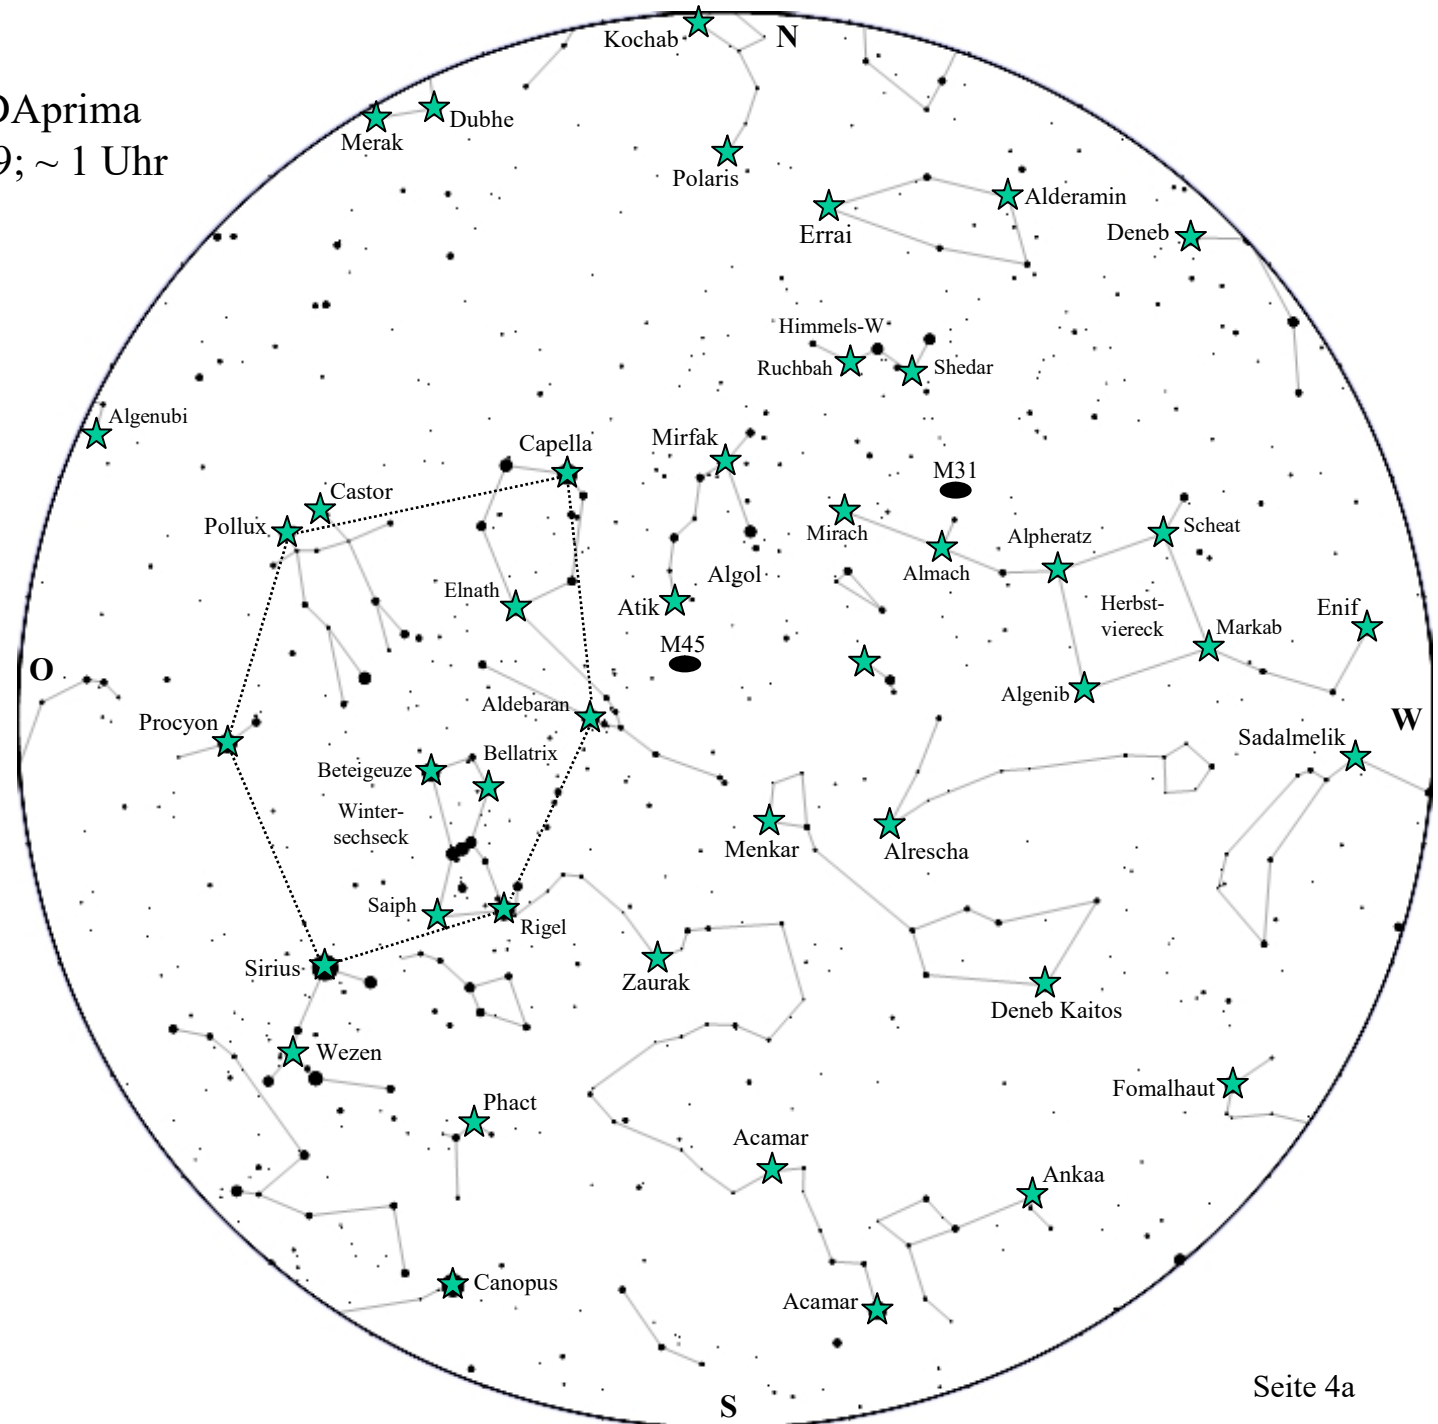 Kochab
N
DAprima
9; ~ 1 Uhr
Merak
Dubhe
Polaris
Errai
Alderamin
Deneb
Himmels-W
Ruchbah
Shedar
Algenubi
Capella
Mirfak
M31
Castor
Pollux
Mirach
Almach
Alpheratz
Scheat
Elnath
Atik
Algol
M45
Herbst-
viereck
Markab
Enif
O
Algenib
Procyon
Aldebaran
W
Sadalmelik
Beteigeuze
Bellatrix
Winter-
sechseck
Menkar
Alrescha
Saiph
Rigel
Sirius
Zaurak
Deneb Kaitos
Wezen
Fomalhaut
Phact
Acamar
Ankaa
Canopus
Acamar
Seite 4a
S